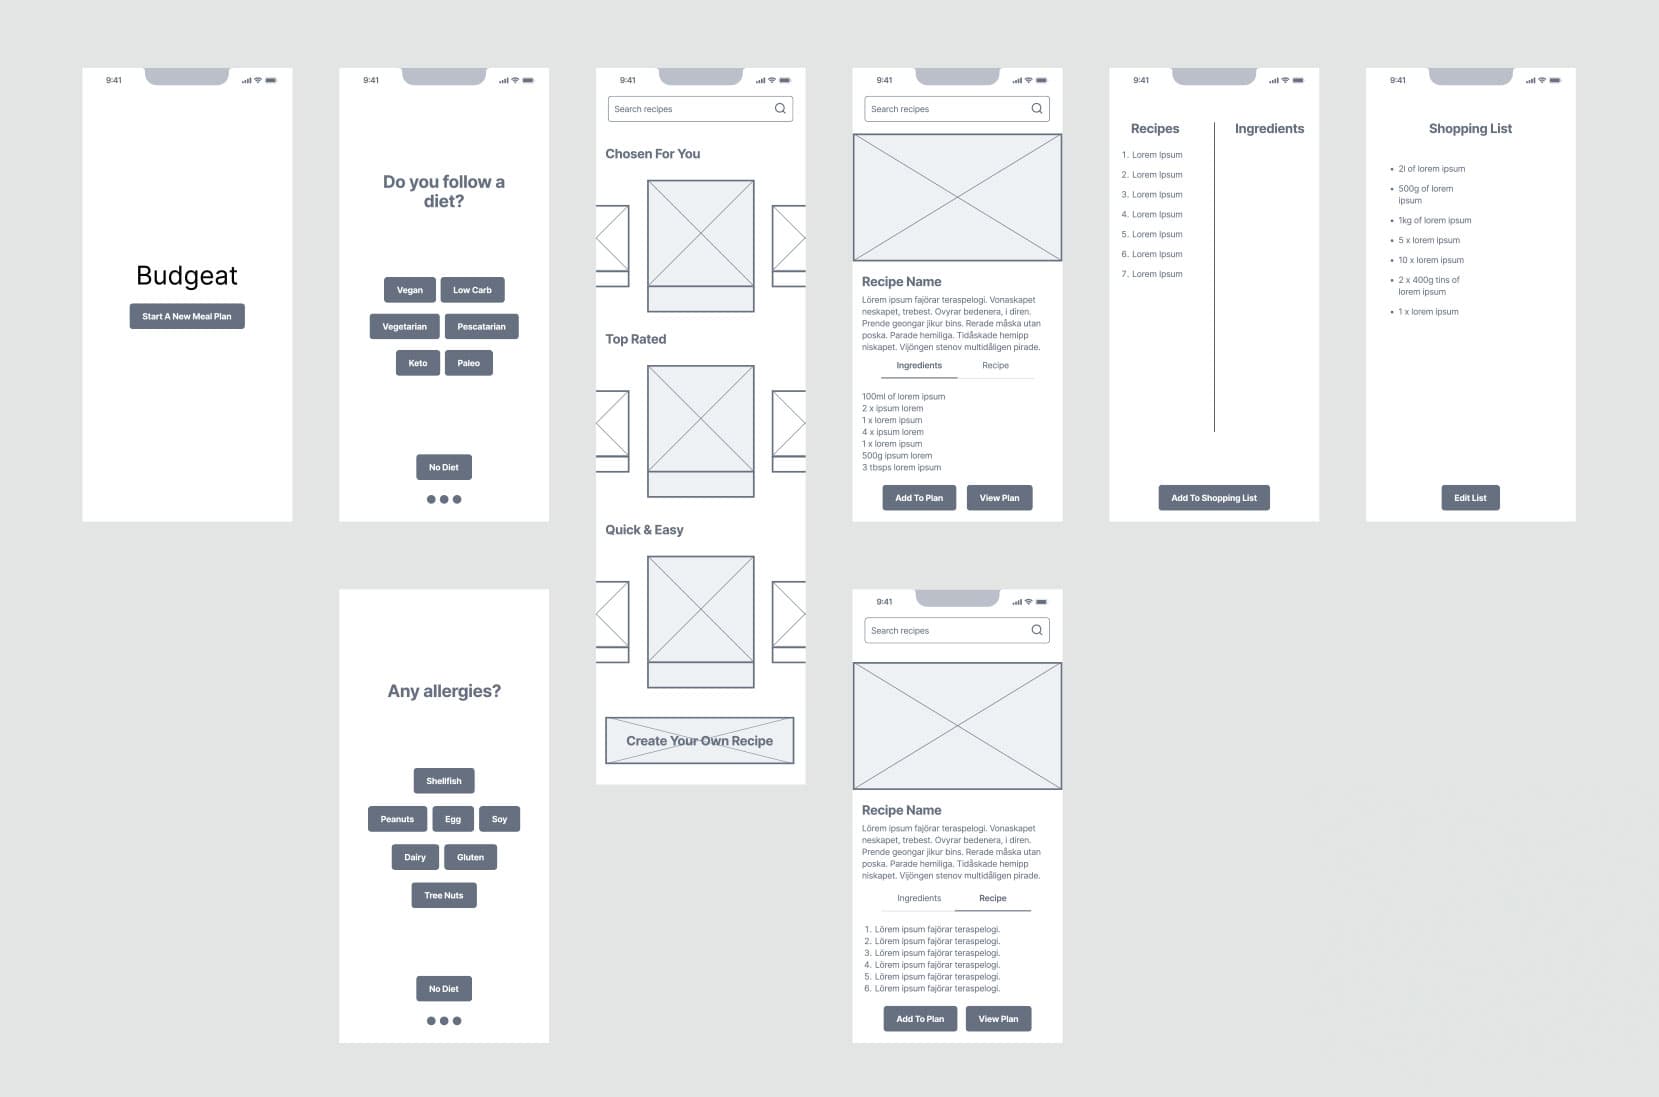 9:41
Budgeat
Start A New Meal Plan
9:41
Do you follow a
diet?
Vegan
Low Carb
Vegetarian
Pescatarian
Keto
Paleo
No Diet
Any allergies?
Shellfish
Peanuts
Egg
Soy
Dairy
Gluten
Tree Nuts
No Diet
9:41
Search recipes
Chosen For You
Top Rated
Quick & Easy
Create Your Own Recipe
9:41
Search recipes
Recipe Name
Lörem ipsum fajörar teraspelogi. Vonaskapet
neskapet, trebest. Ovyrar bedenera, i diren.
Prende geongar jikur bins. Rerade måska utan
poska. Parade hemiliga. Tidåskade hemipp
niskapet. Vijöngen stenov multidåligen pirade.
Ingredients
Recipe
100ml of lorem ipsum
2 x ipsum lorem
1 x lorem ipsum
4 x ipsum lorem
1 x lorem ipsum
500g ipsum lorem
3 tbsps lorem ipsum
Add To Plan
View Plan
9:41
Search recipes
Recipe Name
Lörem ipsum fajörar teraspelogi. Vonaskapet
neskapet, trebest. Ovyrar bedenera, i diren.
Prende geongar jikur bins. Rerade måska utan
poska. Parade hemiliga. Tidåskade hemipp
niskapet. Vijöngen stenov multidåligen pirade.
Ingredients
Recipe
1. Lörem ipsum fajörar teraspelogi.
2. Lörem ipsum fajörar teraspelogi.
3. Lörem ipsum fajörar teraspelogi.
4. Lörem ipsum fajörar teraspelogi.
5. Lörem ipsum fajörar teraspelogi.
6. Lörem ipsum fajörar teraspelogi.
Add To Plan
View Plan
9:41
Recipes
1. Lorem Ipsum
2. Lorem Ipsum
3. Lorem Ipsum
4. Lorem Ipsum
5. Lorem Ipsum
6. Lorem Ipsum
7. Lorem Ipsum
Ingredients
Add To Shopping List
9:41
Shopping List
• 2l of lorem ipsum
• 500g of lorem
ipsum
• 1kg of lorem ipsum
• 5 x lorem ipsum
• 10 x lorem ipsum
• 2 x 400g tins of
lorem ipsum
• 1 x lorem ipsum
Edit List